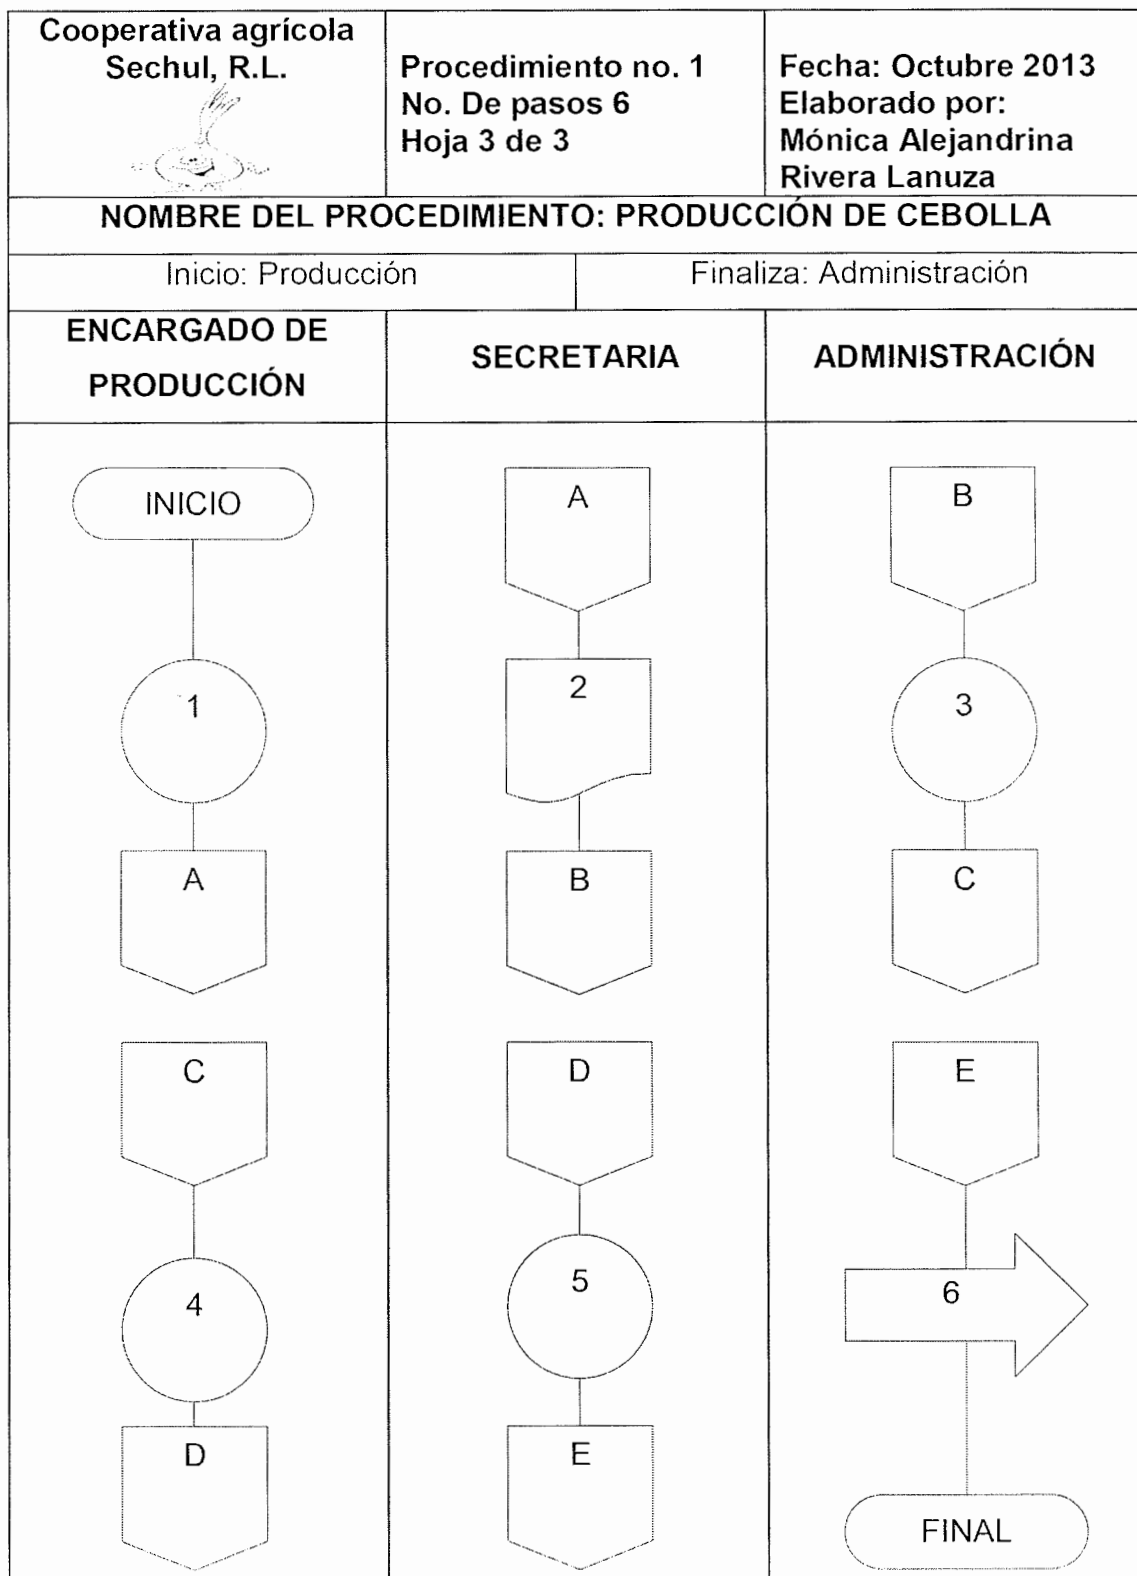 Cooperativa agrícola
Sechul, R.L.
Procedimiento no. 1
No. De pasos 6
Hoja 3 de 3
Fecha: Octubre 2013
Elaborado por:
Mónica Alejandrina
Rivera Lanuza
NOMBRE DEL PROCEDIMIENTO: PRODUCCIÓN DE CEBOLLA
Inicio: Producción
Finaliza: Administración
ENCARGADO DE
PRODUCCIÓN
SECRETARIA
ADMINISTRACIÓN
INICIO
1
A
C
4
D
A
2
B
D
5
E
B
3
C
E
6
FINAL